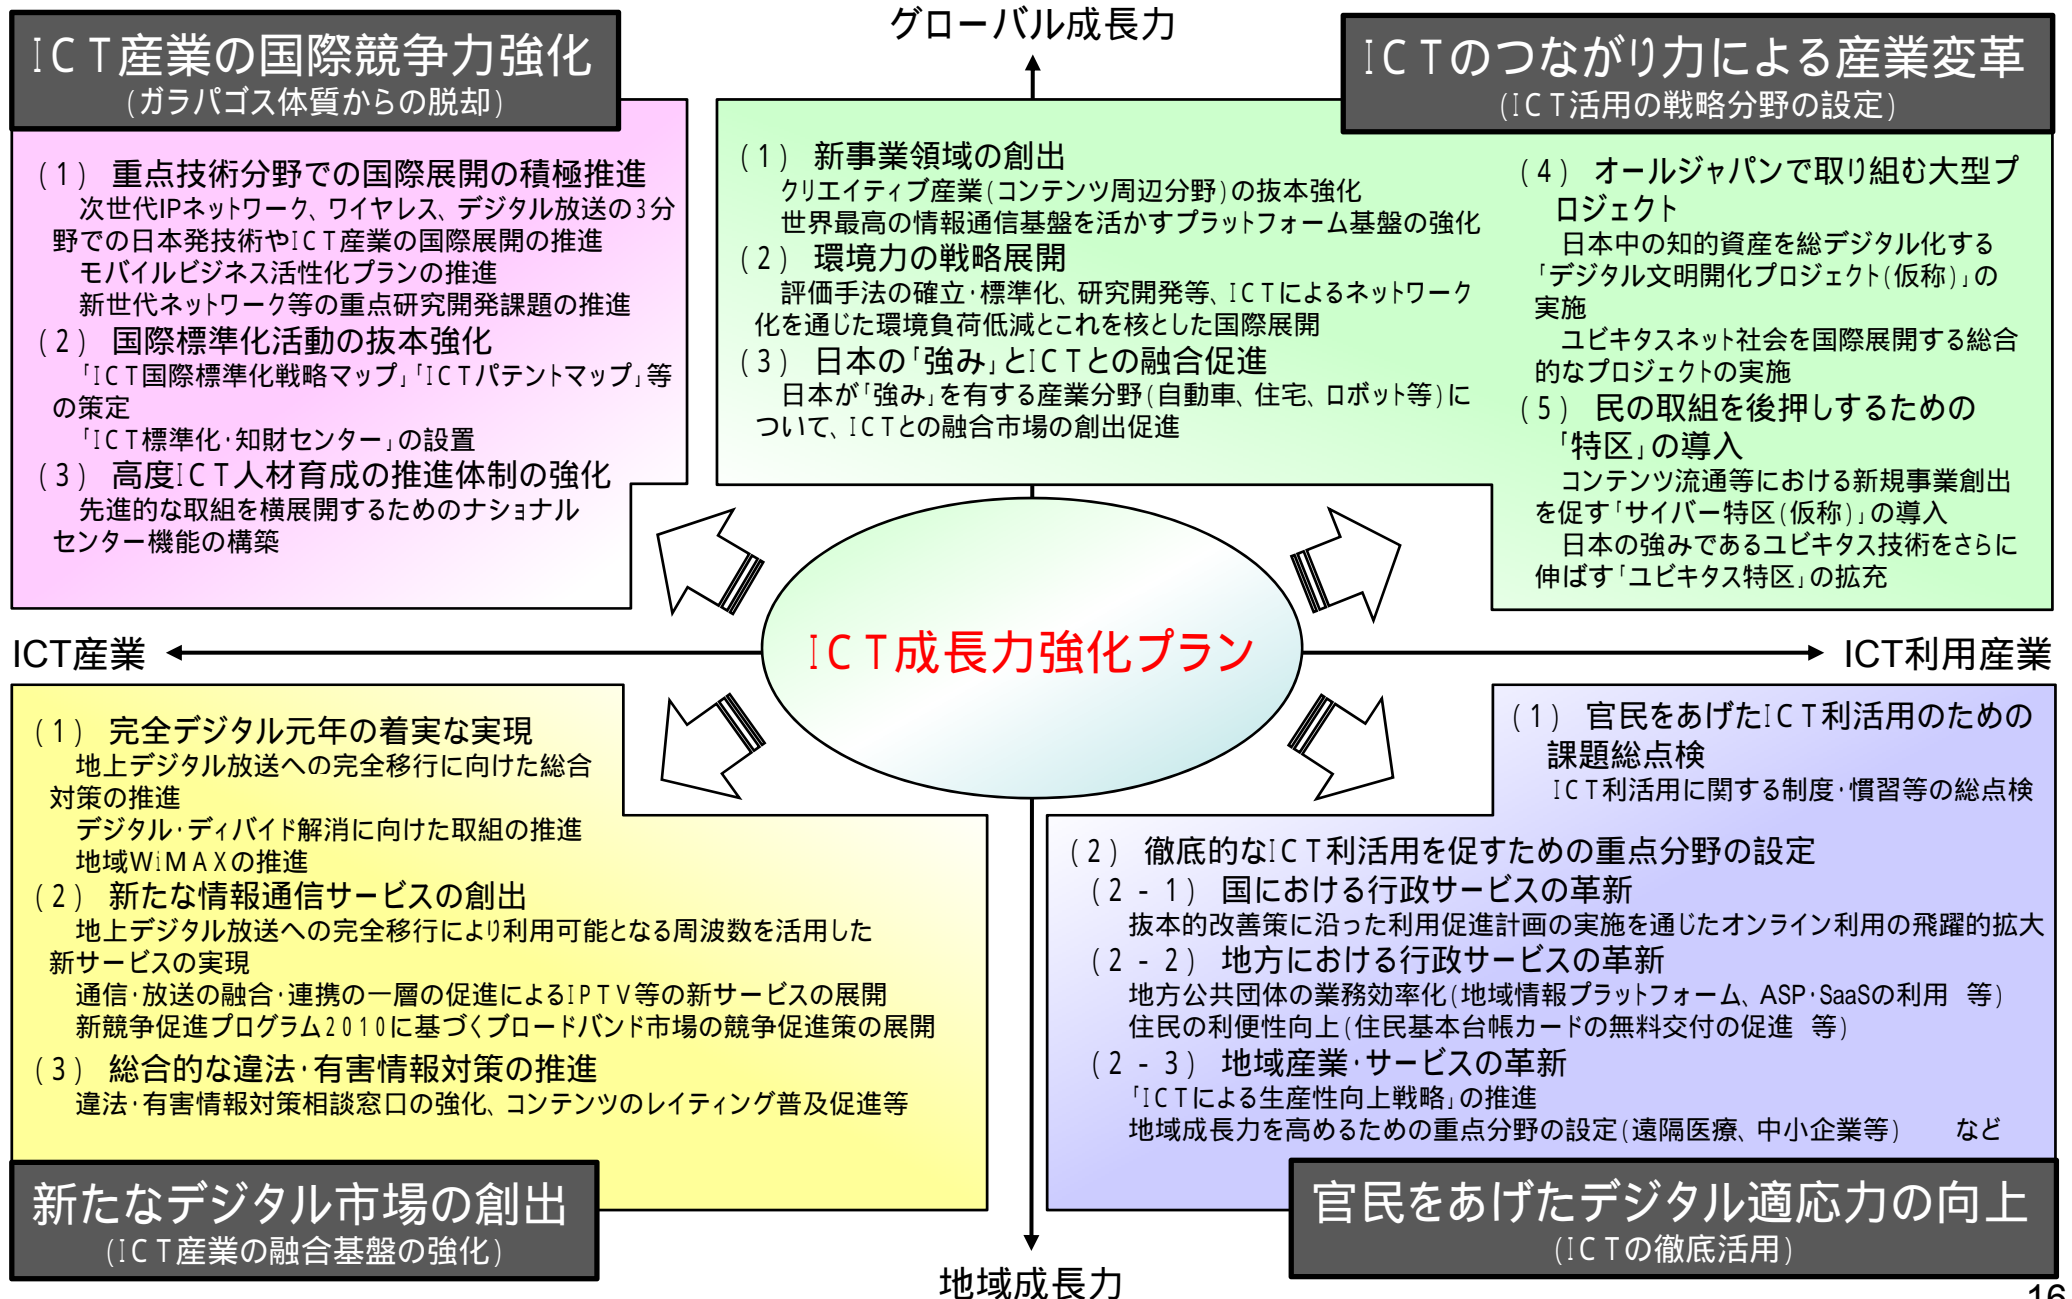 グローバル成長力
ICT産業の国際競争力強化
(ガラパゴス体質からの脱却)
(1) 重点技術分野での国際展開の積極推進
次世代IPネットワーク、ワイヤレス、デジタル放送の3分
野での日本発技術やICT産業の国際展開の推進
モバイルビジネス活性化プランの推進
新世代ネットワーク等の重点研究開発課題の推進
(2) 国際標準化活動の抜本強化
「ICT国際標準化戦略マップ」「ICTパテントマップ」等
の策定
「ICT標準化・知財センター」の設置
(3) 高度ICT人材育成の推進体制の強化
先進的な取組を横展開するためのナショナル
センター機能の構築
ICTのつながり力による産業変革
(ICT活用の戦略分野の設定)
(1) 新事業領域の創出
クリエイティブ産業(コンテンツ周辺分野)の抜本強化
世界最高の情報通信基盤を活かすプラットフォーム基盤の強化
(2) 環境力の戦略展開
評価手法の確立・標準化、研究開発等、ICTによるネットワーク
化を通じた環境負荷低減とこれを核とした国際展開
(3) 日本の「強み」とICTとの融合促進
日本が「強み」を有する産業分野(自動車、住宅、ロボット等)に
ついて、ICTとの融合市場の創出促進
(4) オールジャパンで取り組む大型プ
ロジェクト
日本中の知的資産を総デジタル化する
「デジタル文明開化プロジェクト(仮称)」の
実施
ユビキタスネット社会を国際展開する総合
的なプロジェクトの実施
(5) 民の取組を後押しするための
「特区」の導入
コンテンツ流通等における新規事業創出
を促す「サイバー特区(仮称)」の導入
日本の強みであるユビキタス技術をさらに
伸ばす「ユビキタス特区」の拡充
ICT産業
ICT成長力強化プラン
ICT利用産業
(1) 完全デジタル元年の着実な実現
地上デジタル放送への完全移行に向けた総合
対策の推進
デジタル・ディバイド解消に向けた取組の推進
地域WiMAXの推進
(2) 新たな情報通信サービスの創出
地上デジタル放送への完全移行により利用可能となる周波数を活用した
新サービスの実現
通信・放送の融合・連携の一層の促進によるIPTV等の新サービスの展開
新競争促進プログラム2010に基づくブロードバンド市場の競争促進策の展開
(3) 総合的な違法・有害情報対策の推進
違法・有害情報対策相談窓口の強化、コンテンツのレイティング普及促進等
新たなデジタル市場の創出
(ICT産業の融合基盤の強化)
(1) 官民をあげたICT利活用のための
課題総点検
ICT利活用に関する制度・慣習等の総点検
(2) 徹底的なICT利活用を促すための重点分野の設定
(2-1) 国における行政サービスの革新
抜本的改善策に沿った利用促進計画の実施を通じたオンライン利用の飛躍的拡大
(2-2) 地方における行政サービスの革新
地方公共団体の業務効率化(地域情報プラットフォーム、ASP・SaaSの利用 等)
住民の利便性向上(住民基本台帳カードの無料交付の促進 等)
(2-3) 地域産業・サービスの革新
「ICTによる生産性向上戦略」の推進
地域成長力を高めるための重点分野の設定(遠隔医療、中小企業等) など
官民をあげたデジタル適応力の向上
(ICTの徹底活用)
地域成長力
16